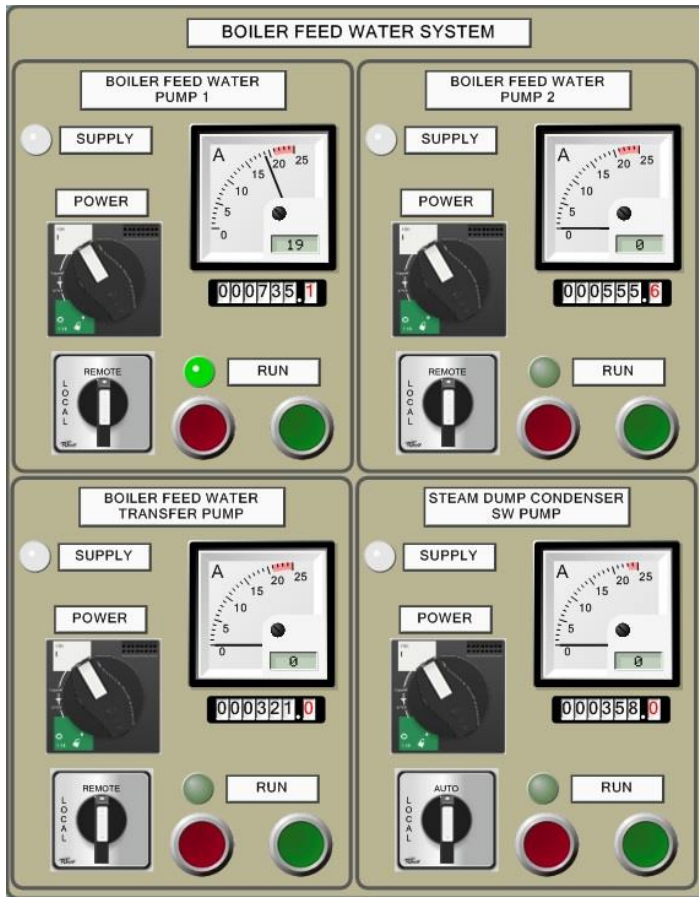 BOILER FEED WATER SYSTEM
BOILER FEED WATER
PUMP 1
SUPPLY
A
0
5
10
15
20
25
19
POWER
I
000735.1
REMOTE
LOCAL
RUN
BOILER FEED WATER
PUMP 2
SUPPLY
A
0
5
10
15
20
25
0
POWER
I
000555.6
REMOTE
LOCAL
RUN
BOILER FEED WATER
TRANSFER PUMP
SUPPLY
A
0
5
10
15
20
25
0
POWER
I
000321.0
REMOTE
LOCAL
RUN
STEAM DUMP CONDENSER
SW PUMP
SUPPLY
A
0
5
10
15
20
25
0
POWER
I
000358.0
AUTO
LOCAL
RUN